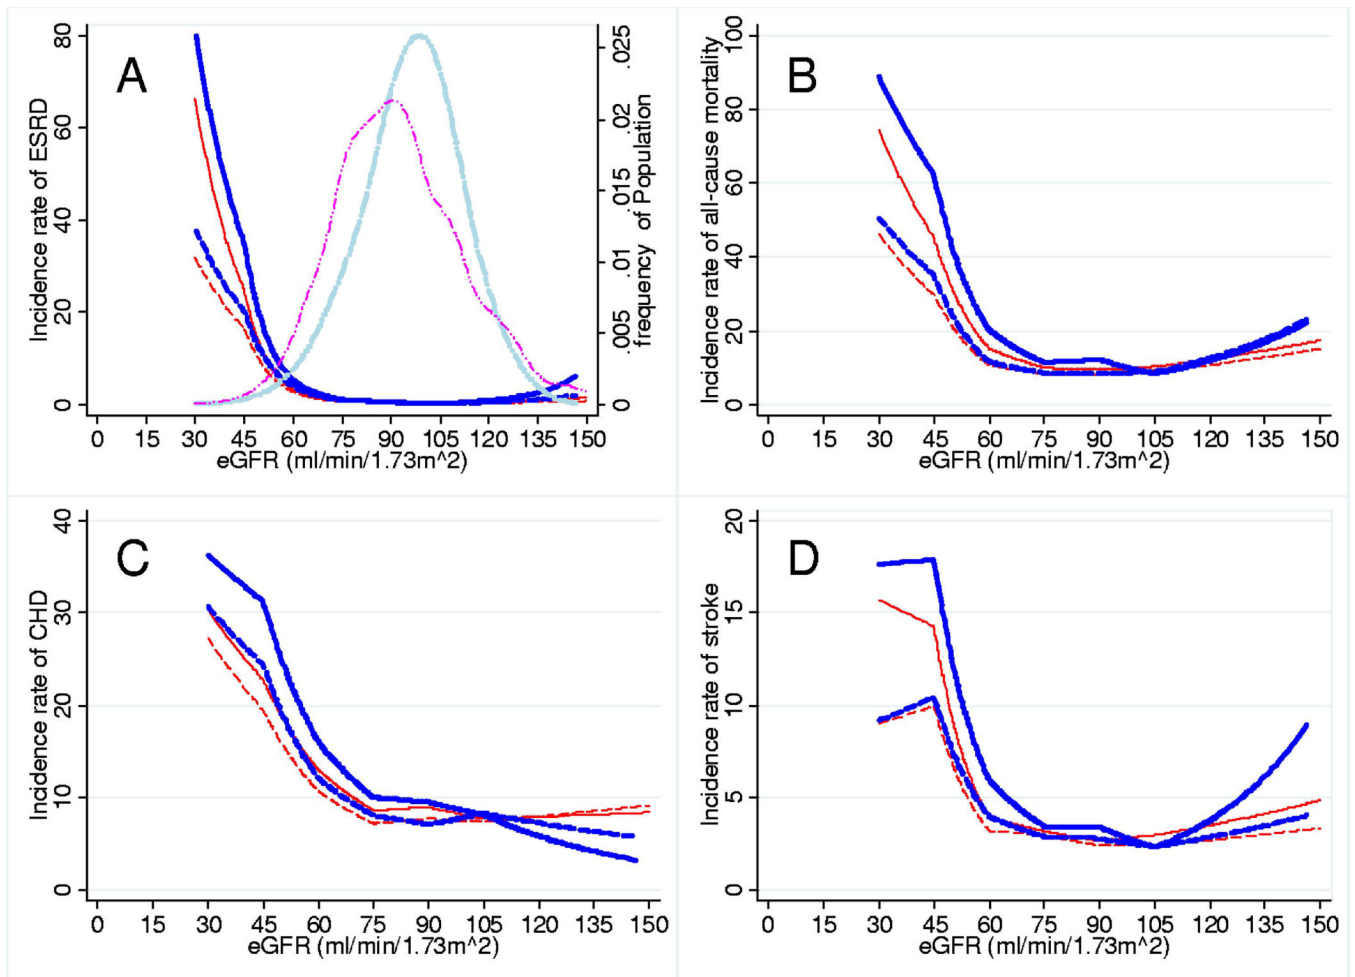 A
Incidence rate of ESRD
0 20 40 60 80
frequency of Population
0 .005 .01 .015 .02 .025
0 15 30 45 60 75 90 105 120 135 150
eGFR (ml/min/1.73m^2)
B
Incidence rate of all-cause mortality
0 20 40 60 80 100
0 15 30 45 60 75 90 105 120 135 150
eGFR (ml/min/1.73m^2)
C
Incidence rate of CHD
0 10 20 30 40
0 15 30 45 60 75 90 105 120 135 150
eGFR (ml/min/1.73m^2)
D
Incidence rate of stroke
0 5 10 15 20
0 15 30 45 60 75 90 105 120 135 150
eGFR (ml/min/1.73m^2)